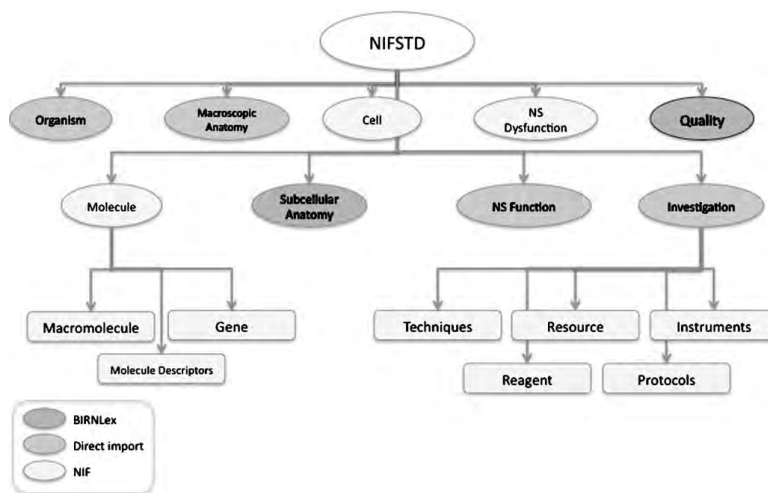 NIFSTD
Organism
Macroscopic
Anatomy
Cell
NS
Dysfunction
Quality
Molecule
Subcellular
Anatomy
NS Function
Investigation
Macromolecule
Gene
Techniques
Resource
Instruments
Molecule Descriptors
Reagent
Protocols
BIRNLex
Direct import
NIF